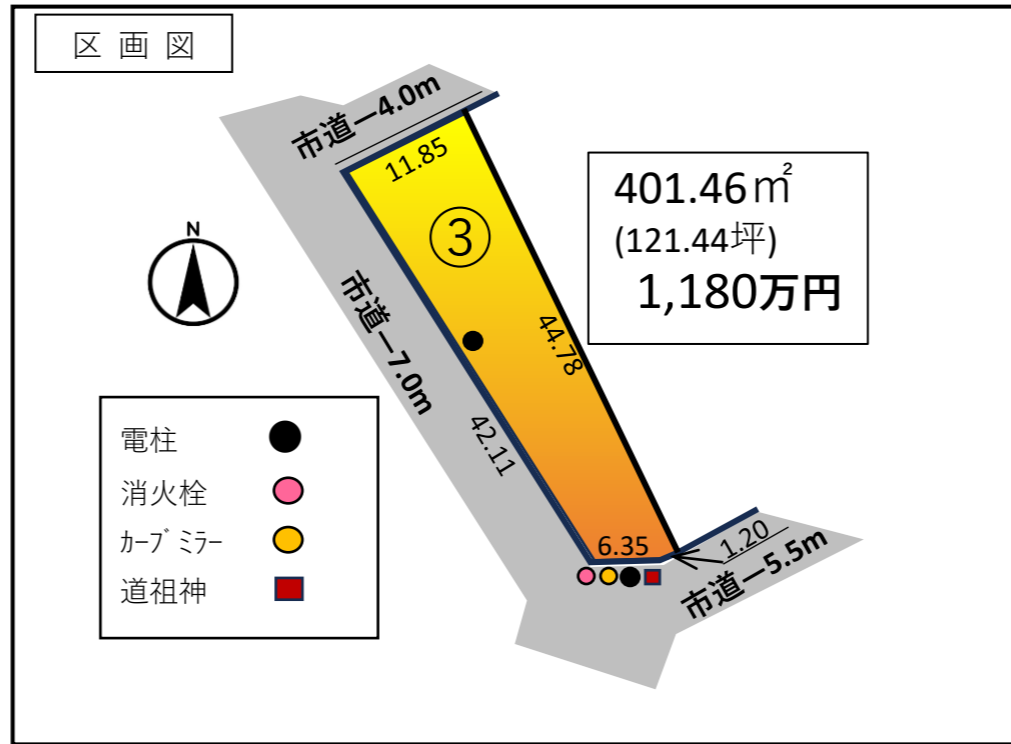 区画図
市道ー4.0m
11.85
③
401.46㎡
(121.44坪)
1,180万円
N
市道ー7.0m
44.78
42.11
電柱
消火栓
ｶｰﾌﾞﾐﾗｰ
道祖神
6.35
1.20
市道ー5.5m